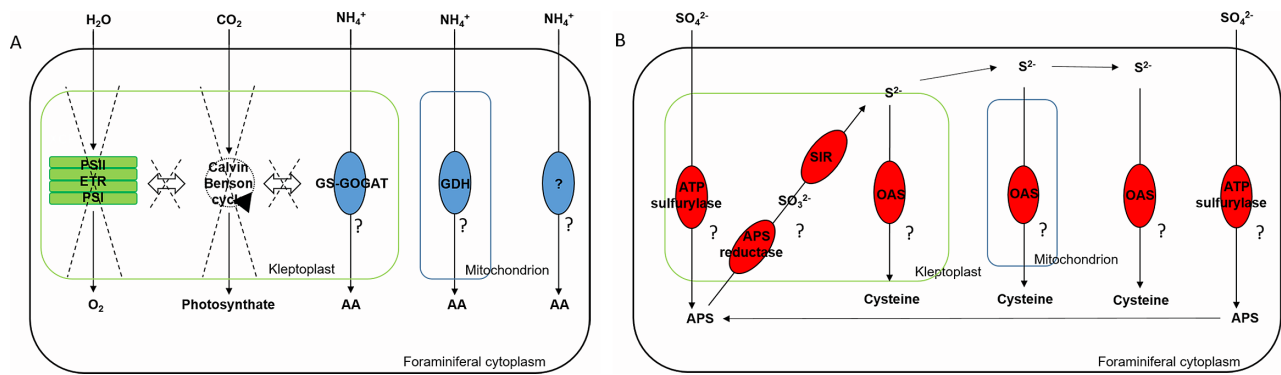 A
H₂O
CO₂
NH₄⁺
NH₄⁺
NH₄⁺
PSII
ETR
PSI
Calvin
Benson
cycle
GS-GOGAT
GDH
?
?
?
?
Kleptoplast
Mitochondrion
O₂
Photosynthate
AA
AA
AA
Foraminiferal cytoplasm
B
SO₄²⁻
SO₄²⁻
S²⁻
S²⁻
S²⁻
SIR
ATP
sulfurylase
SO₃²⁻
OAS
OAS
OAS
ATP
sulfurylase
?
?
?
?
?
?
APS
reductase
Kleptoplast
Mitochondrion
Cysteine
Cysteine
Cysteine
APS
APS
Foraminiferal cytoplasm